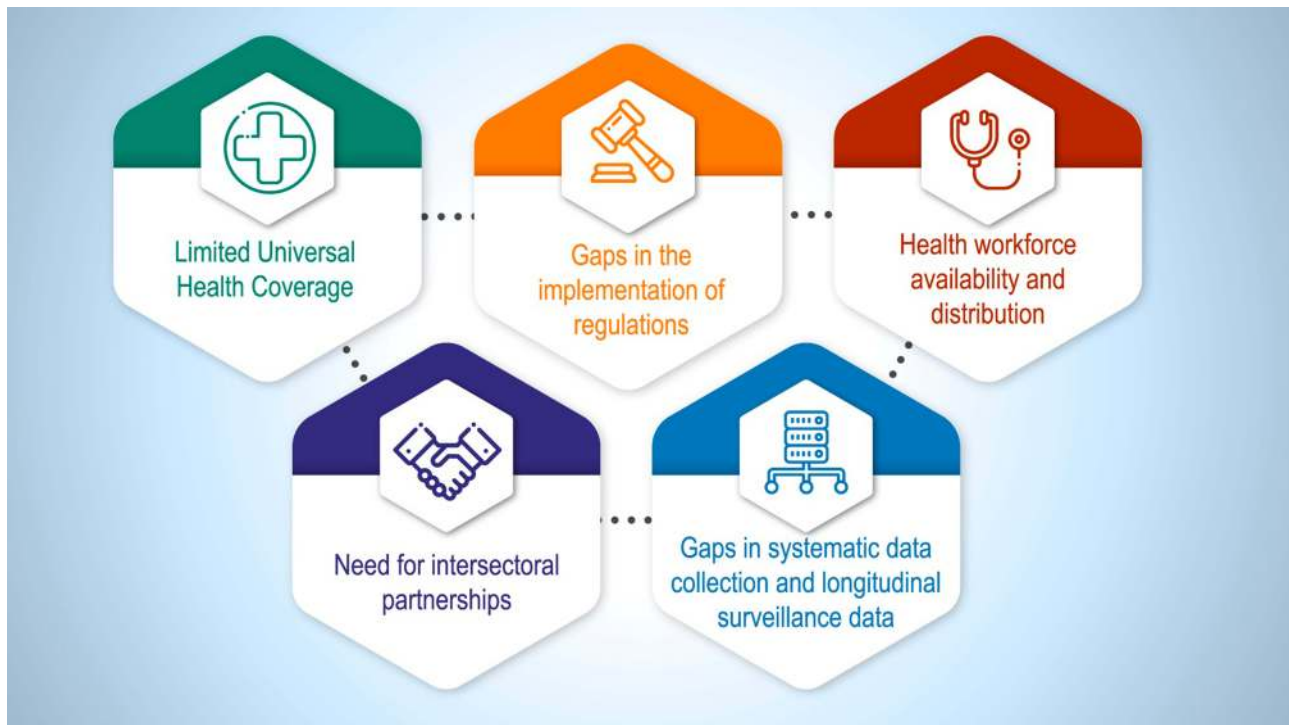 Limited Universal
Health Coverage
Gaps in the
implementation of
regulations
Health workforce
availability and
distribution
Need for intersectoral
partnerships
Gaps in systematic data
collection and longitudinal
surveillance data